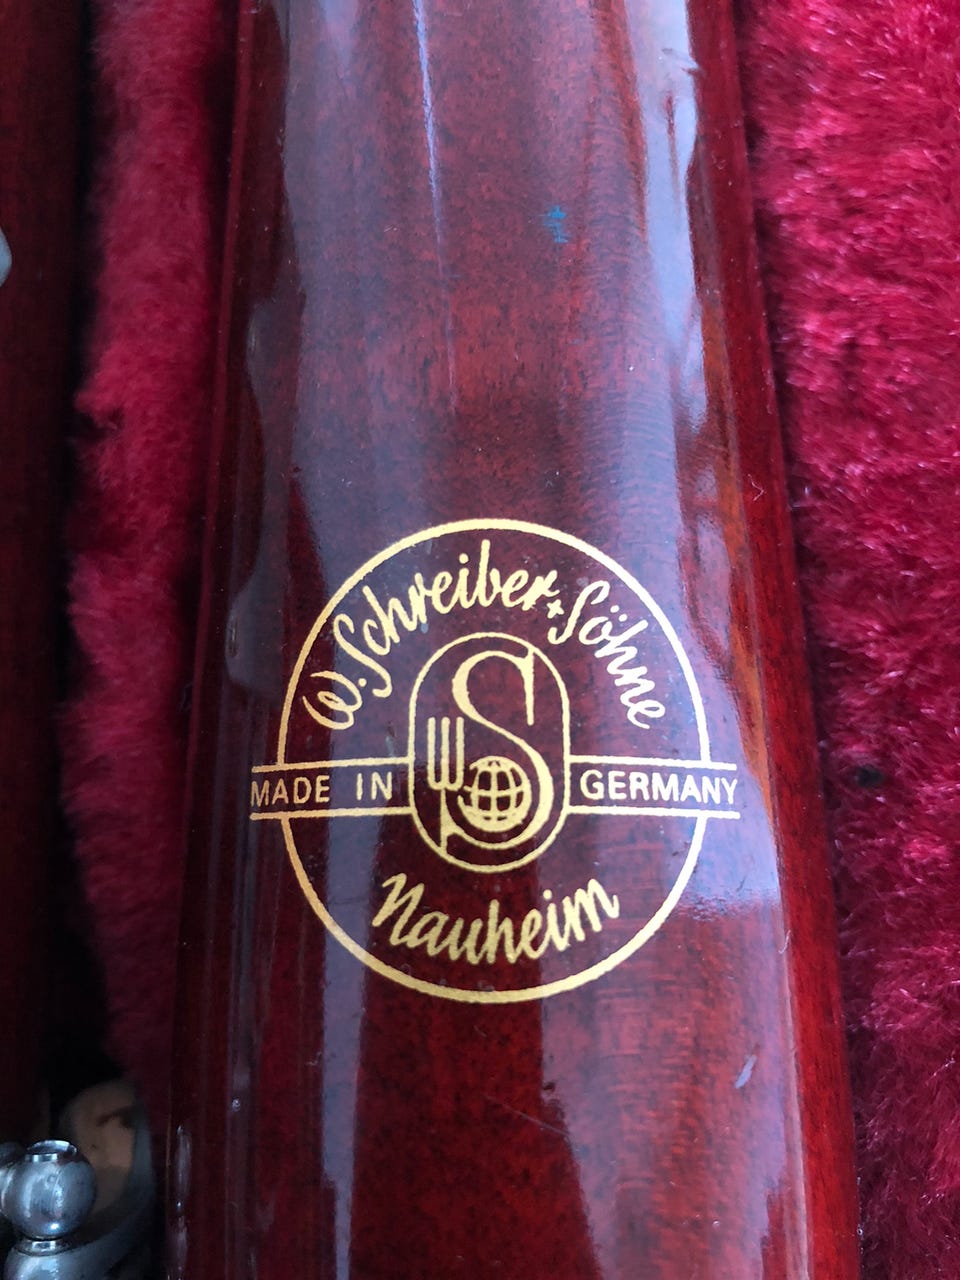 W. Schreiber + Söhne
S
MADE IN GERMANY
Nauheim